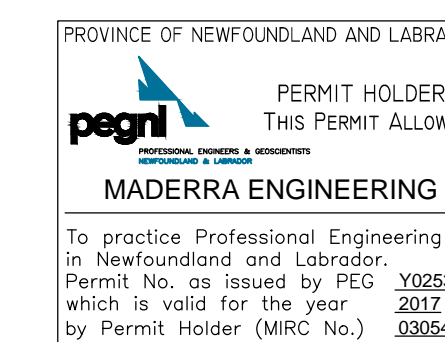 PROVINCE OF NEWFOUNDLAND AND LABRA
pegnl
PROFESSIONAL ENGINEERS & GEOSCIENTISTS
NEWFOUNDLAND & LABRADOR
PERMIT HOLDER
THIS PERMIT ALLOW
MADERRA ENGINEERING
To practice Professional Engineering
in Newfoundland and Labrador.
Permit No. as issued by PEG Y0253
which is valid for the year 2017
by Permit Holder (MIRC No.) 03054